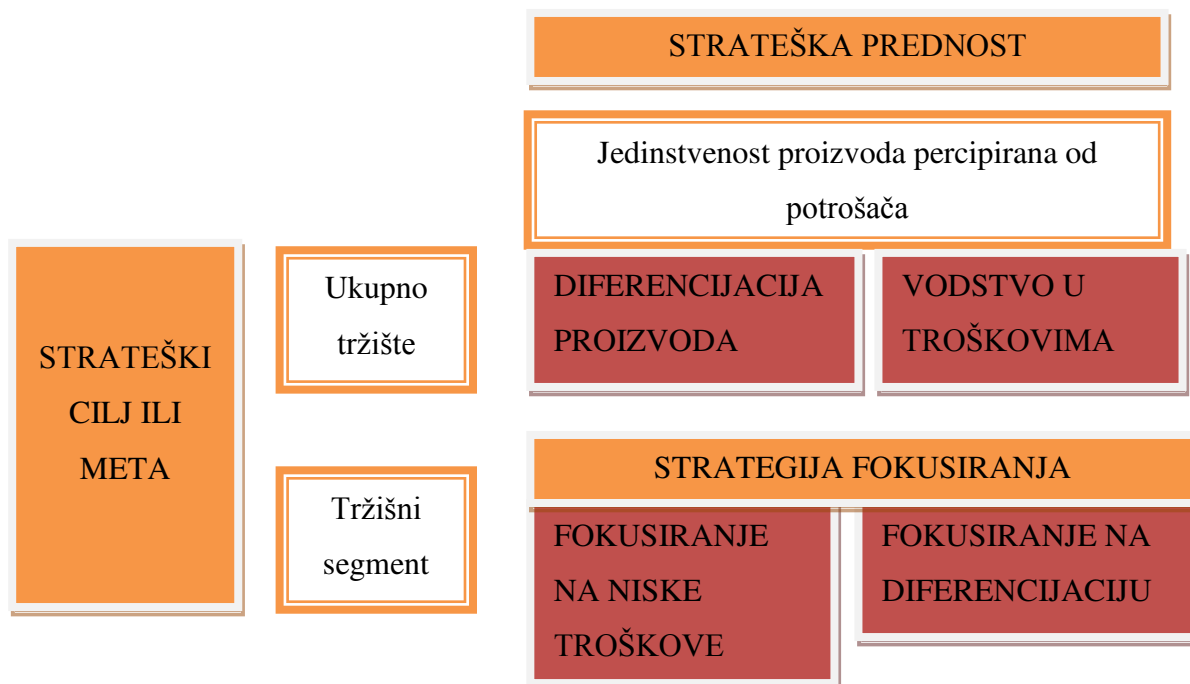 STRATEŠKA PREDNOST
Jedinstvenost proizvoda percipirana od
potrošača
STRATEŠKI
CILJ ILI
META
Ukupno
tržište
DIFERENCIJACIJA
PROIZVODA
VODSTVO U
TROŠKOVIMA
Tržišni
segment
STRATEGIJA FOKUSIRANJA
FOKUSIRANJE
NA NISKE
TROŠKOVE
FOKUSIRANJE NA
DIFERENCIJACIJU